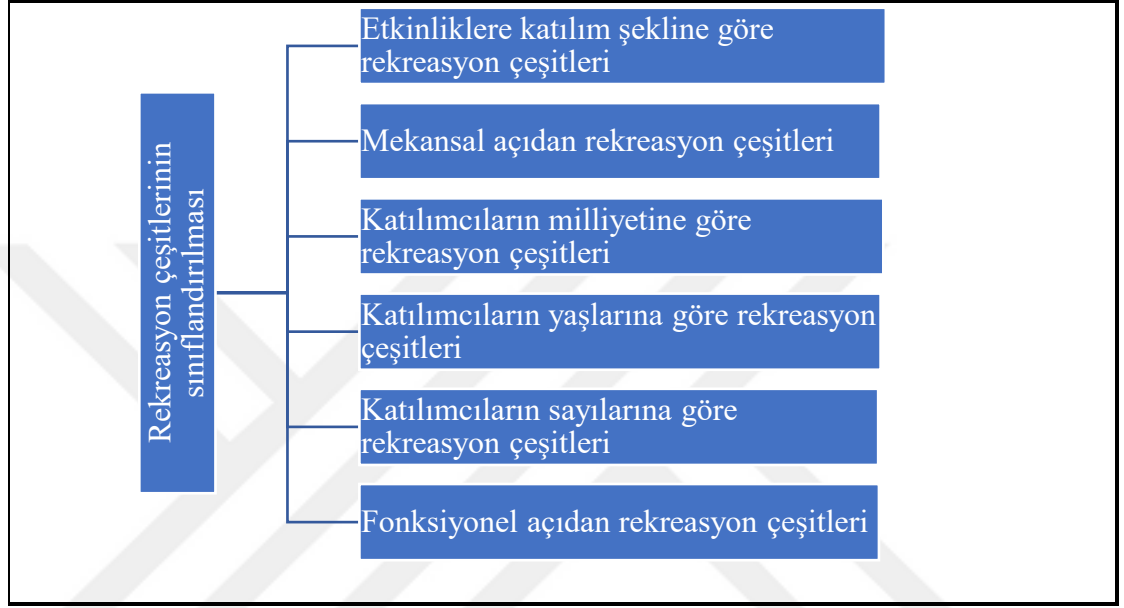 Rekreasyon çeşitlerinin
sınıflandırılması
Etkinliklere katılım şekline göre
rekreasyon çeşitleri
Mekansal açıdan rekreasyon çeşitleri
Katılımcıların milliyetine göre
rekreasyon çeşitleri
Katılımcıların yaşlarına göre rekreasyon
çeşitleri
Katılımcıların sayılarına göre
rekreasyon çeşitleri
Fonksiyonel açıdan rekreasyon çeşitleri